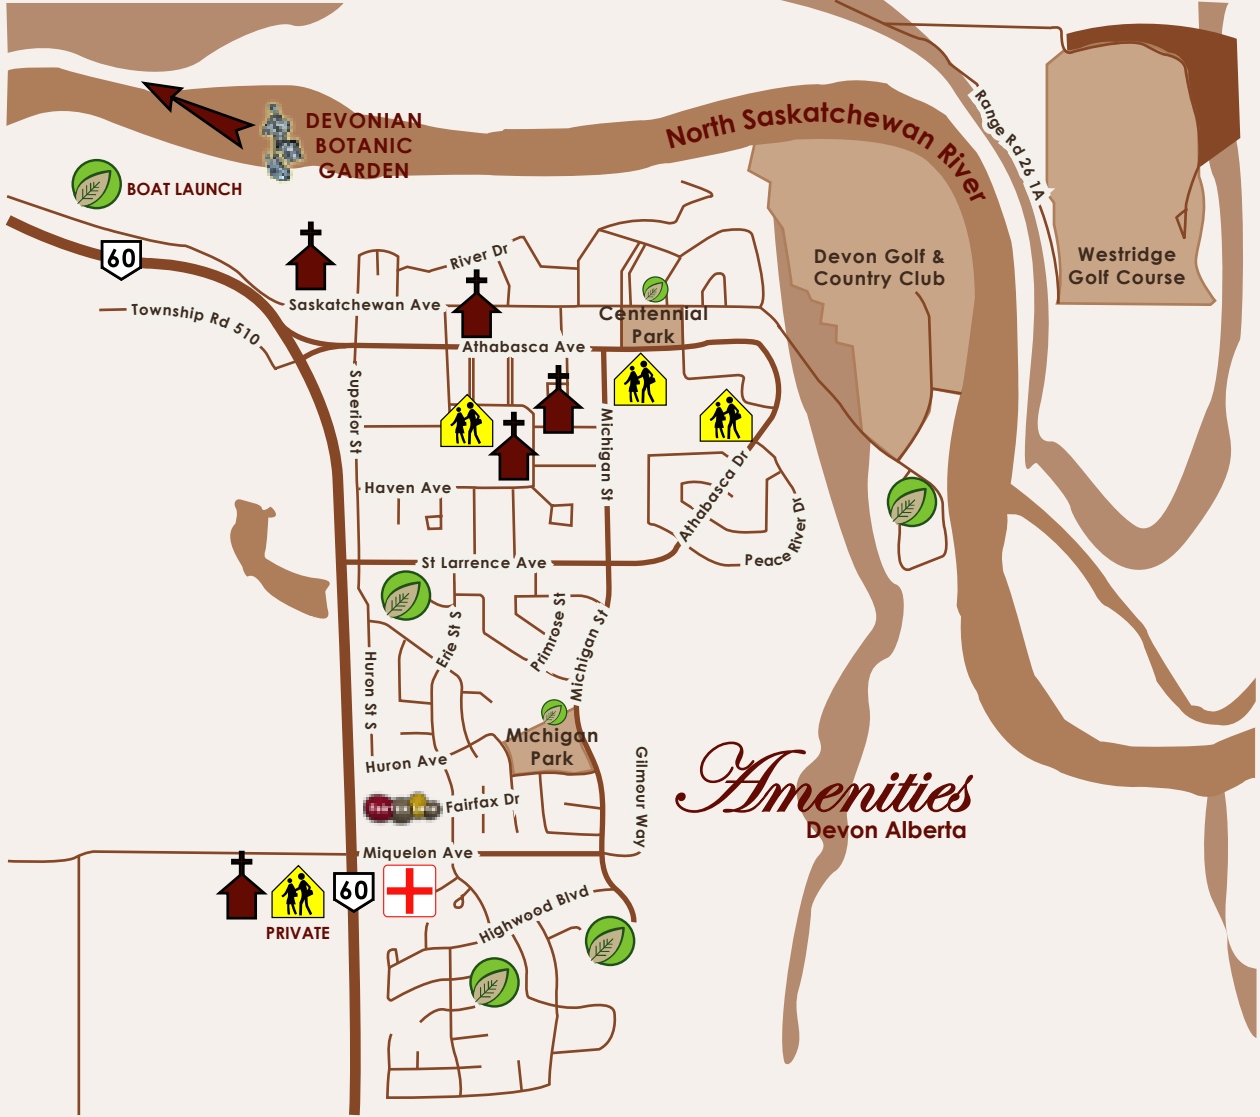 DEVONIAN
BOTANIC
GARDEN
North Saskatchewan River
Range Rd 26 1A
BOAT LAUNCH
60
River Dr
Devon Golf &
Country Club
Westridge
Golf Course
Saskatchewan Ave
Township Rd 510
Centennial
Park
Athabasca Ave
Superior St
Michigan St
Haven Ave
Athabasca Dr
Peace River Dr
St Larrence Ave
Erie St S
Primrose St
Michigan St
Huron St S
Michigan
Park
Huron Ave
Gilmour Way
Fairfax Dr
Amenities
Devon Alberta
Miquelon Ave
60
Highwood Blvd
PRIVATE